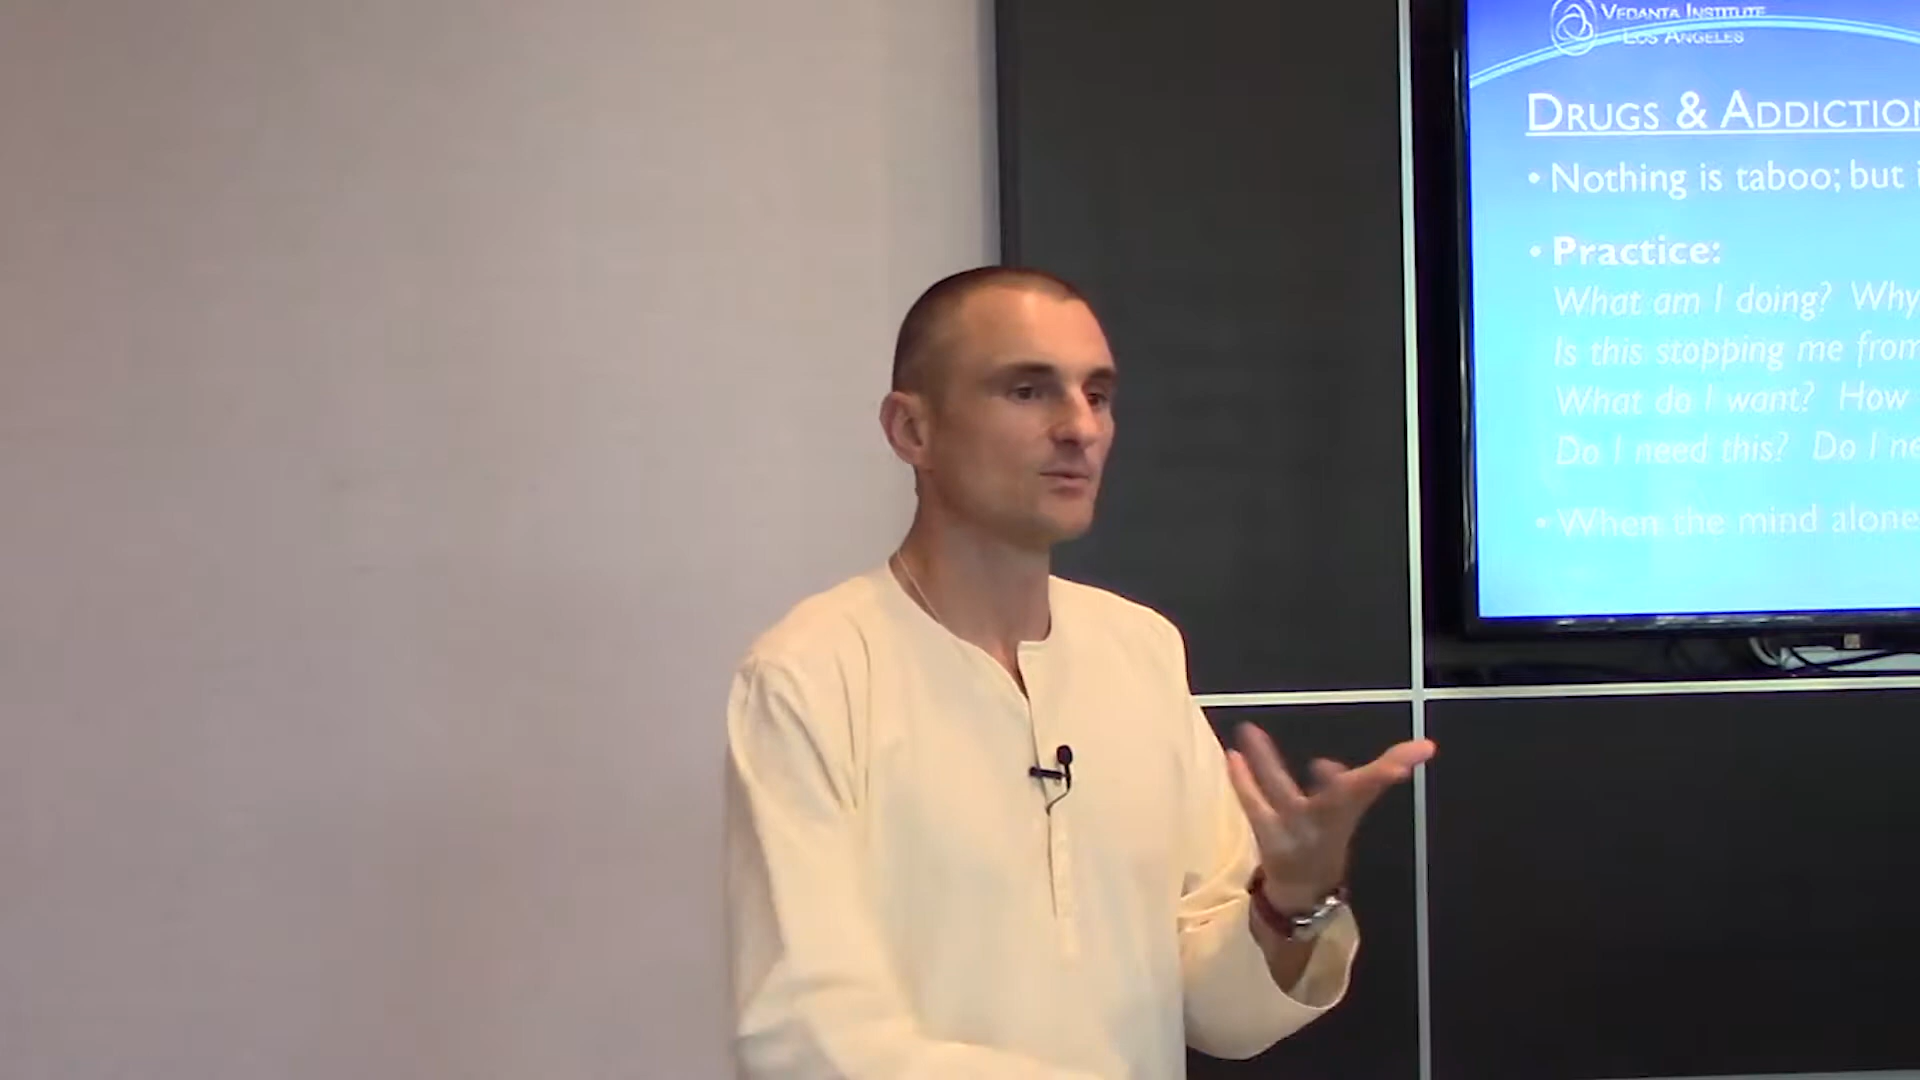 VEDANTA INSTITUTE
LOS ANGELES
DRUGS & ADDICTION
• Nothing is taboo; but
• Practice:
What am I doing? Why
Is this stopping me from
What do I want? How
Do I need this? Do I
• When the mind alone